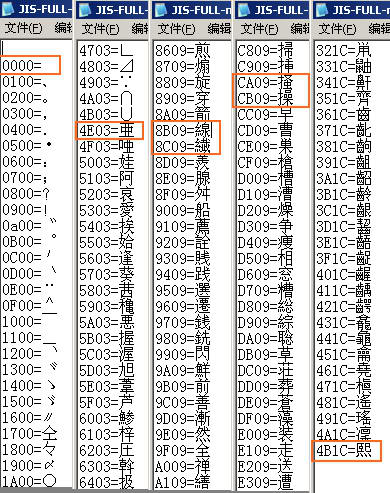 JIS-FULL-
文件(F) 编辑
0000=
0100=、
0200=。
0300=，
0400=．
0500=・
0600=：
0700=；
0800=？
0900=｜
0a00=゛
0B00=゜
0C00=´
0D00=｀
0E00=¨
0F00=＾
1000=￣
1100=＿
1200=ヽ
1300=ヾ
1400=ゝ
1500=ゞ
1600=〃
1700=仝
1800=々
1900=〆
1A00=〇
JIS-FULL-
文件(F) 编辑
4703=∟
4803=⊿
4903=∵
4A03=∩
4B03=∪
4E03=亜
4F03=唖
5003=娃
5103=阿
5203=哀
5303=愛
5403=挨
5503=姶
5603=逢
5703=葵
5803=茜
5903=穐
5A03=悪
5B03=握
5C03=渥
5D03=旭
5E03=葦
5F03=芦
6003=鯵
6103=梓
6203=圧
6303=斡
6403=扱
JIS-FULL-m
文件(F) 编辑
8609=煎
8709=煽
8809=旋
8909=穿
8A09=箭
8B09=線
8C09=纖
8D09=羨
8E09=腺
8F09=舛
9009=船
9109=薦
9209=詮
9309=賎
9409=践
9509=選
9609=遷
9709=銭
9809=銑
9909=閃
9A09=鮮
9B09=前
9C09=善
9D09=漸
9E09=然
9F09=全
A009=禅
A109=繕
JIS-FULL-
文件(F) 编辑
C809=掃
C909=挿
CA09=搔
CB09=操
CC09=早
CD09=曹
CE09=巣
CF09=槍
D009=槽
D109=漕
D209=燥
D309=争
D409=痩
D509=相
D609=窓
D709=糟
D809=総
D909=綜
DA09=聡
DB09=草
DC09=荘
DD09=葬
DE09=蒼
DF09=藻
E009=装
E209=送
E309=遭
JIS-FULL-m
文件(F) 编辑
321C=鼡
331C=鼬
341C=鼾
351C=齊
361C=齒
371C=齔
381C=齣
391C=齟
3A1C=齠
3B1C=齡
3C1C=齦
3D1C=齧
3E1C=齬
3F1C=齪
401C=齷
411C=齲
421C=齶
431C=龕
441C=龜
451C=龠
461C=堯
471C=槇
481C=遙
491C=瑤
4A1C=凜
4B1C=熙